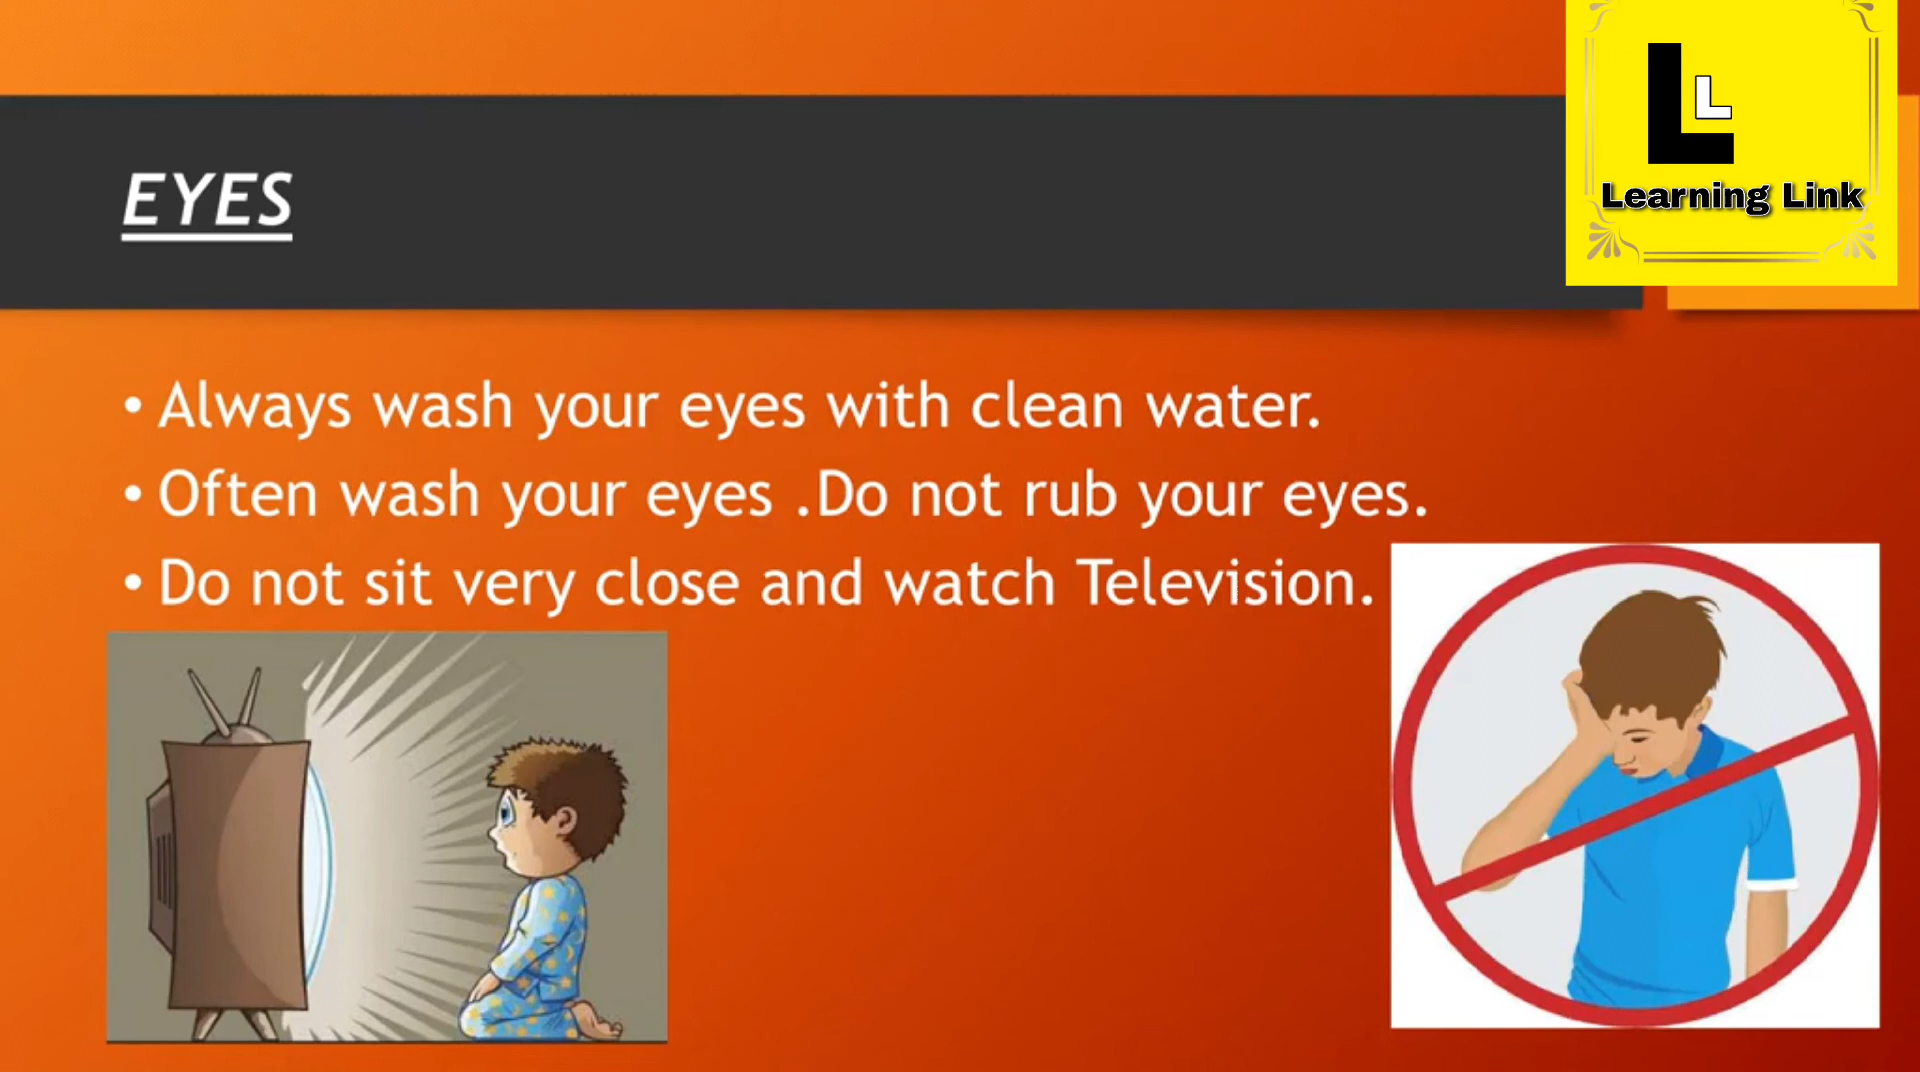 EYES
L
L
Learning Link
• Always wash your eyes with clean water.
• Often wash your eyes .Do not rub your eyes.
• Do not sit very close and watch Television.